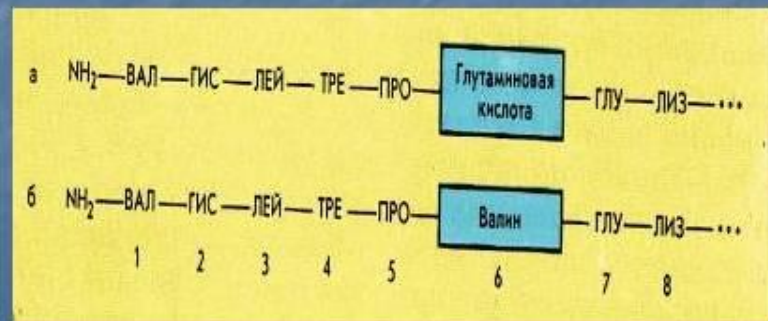 а NH₂—ВАЛ—ГИС—ЛЕЙ—ТРЕ—ПРО—Глутаминовая кислота—ГЛУ—ЛИЗ—...
б NH₂—ВАЛ—ГИС—ЛЕЙ—ТРЕ—ПРО—Валин—ГЛУ—ЛИЗ—...
1 2 3 4 5 6 7 8